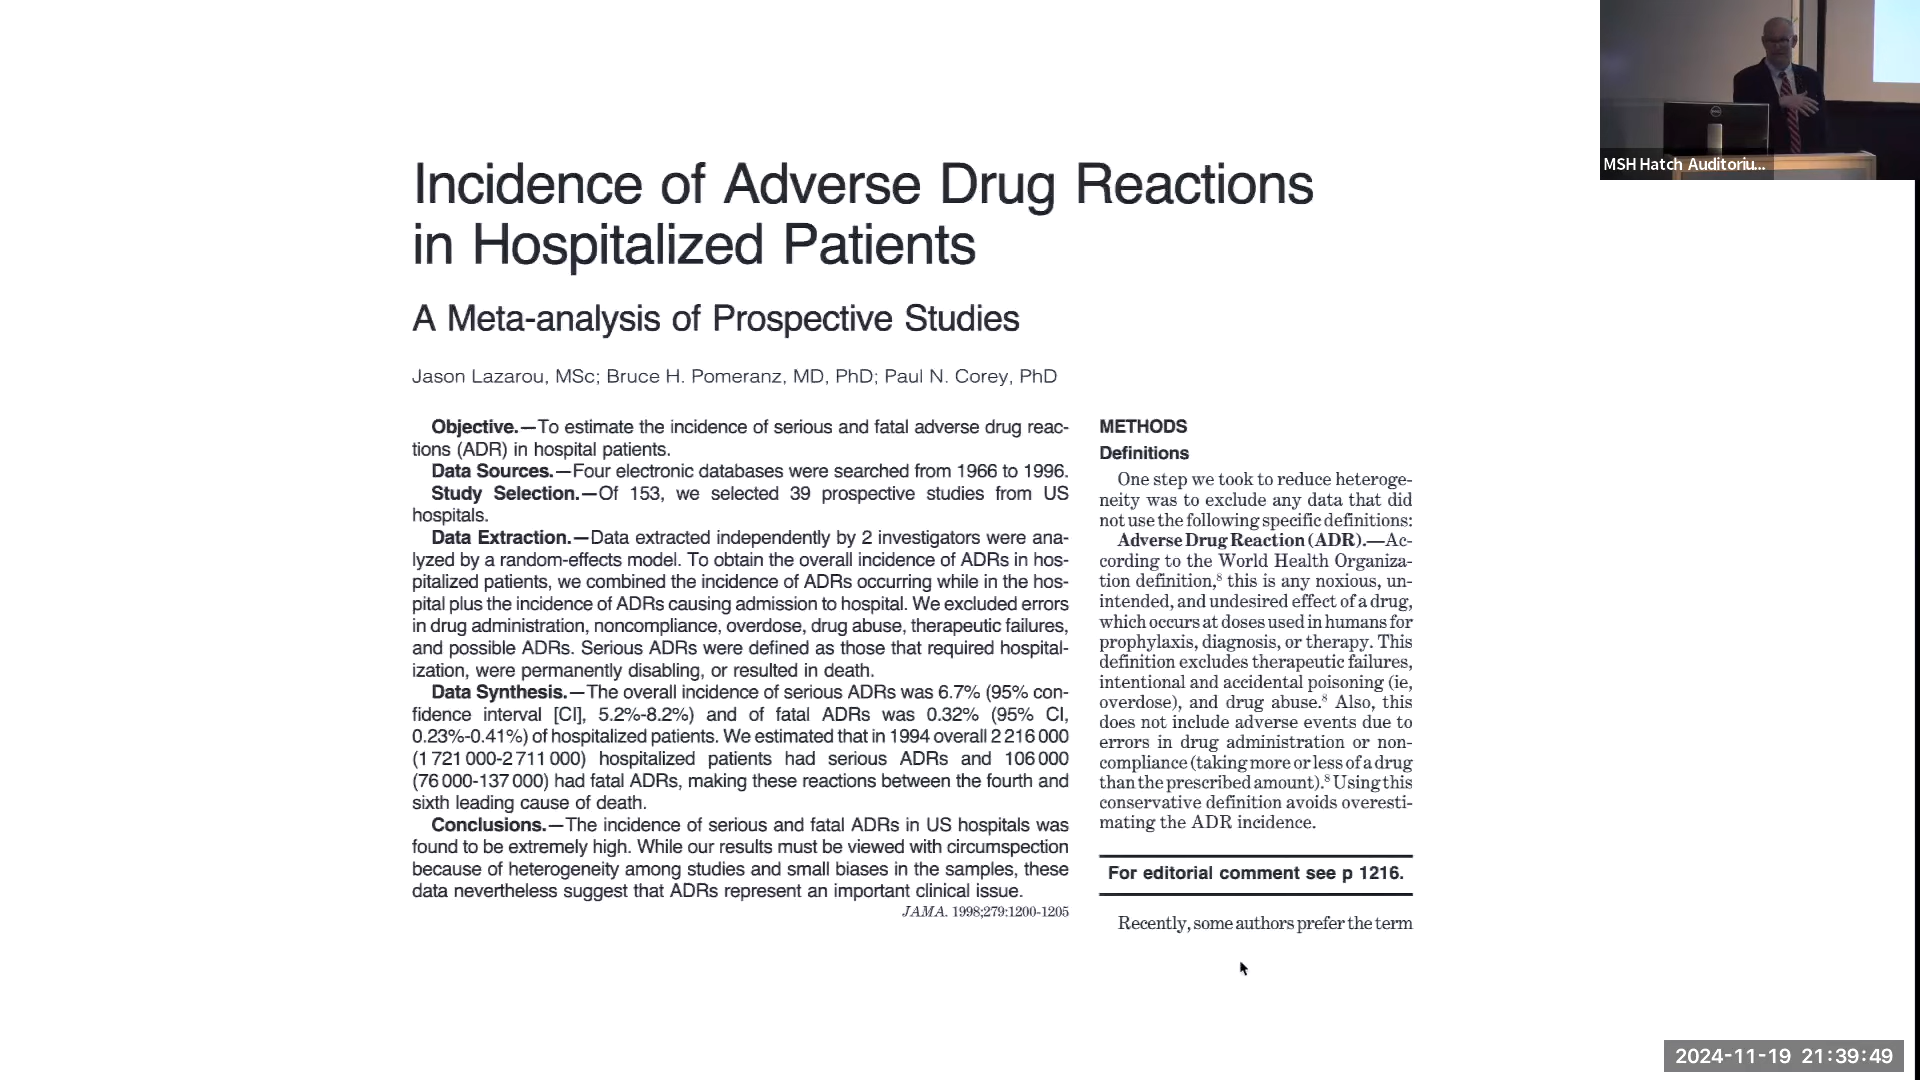 Incidence of Adverse Drug Reactions
in Hospitalized Patients
A Meta-analysis of Prospective Studies
Jason Lazarou, MSc; Bruce H. Pomeranz, MD, PhD; Paul N. Corey, PhD
Objective.—To estimate the incidence of serious and fatal adverse drug reac-
tions (ADR) in hospital patients.
Data Sources.—Four electronic databases were searched from 1966 to 1996.
Study Selection.—Of 153, we selected 39 prospective studies from US
hospitals.
Data Extraction.—Data extracted independently by 2 investigators were ana-
lyzed by a random-effects model. To obtain the overall incidence of ADRs in hos-
pitalized patients, we combined the incidence of ADRs occurring while in the hos-
pital plus the incidence of ADRs causing admission to hospital. We excluded errors
in drug administration, noncompliance, overdose, drug abuse, therapeutic failures,
and possible ADRs. Serious ADRs were defined as those that required hospital-
ization, were permanently disabling, or resulted in death.
Data Synthesis.—The overall incidence of serious ADRs was 6.7% (95% con-
fidence interval [CI], 5.2%-8.2%) and of fatal ADRs was 0.32% (95% CI,
0.23%-0.41%) of hospitalized patients. We estimated that in 1994 overall 2 216 000
(1 721 000-2 711 000) hospitalized patients had serious ADRs and 106 000
(76 000-137 000) had fatal ADRs, making these reactions between the fourth and
sixth leading cause of death.
Conclusions.—The incidence of serious and fatal ADRs in US hospitals was
found to be extremely high. While our results must be viewed with circumspection
because of heterogeneity among studies and small biases in the samples, these
data nevertheless suggest that ADRs represent an important clinical issue.
JAMA. 1998;279:1200-1205
METHODS
Definitions
One step we took to reduce heteroge-
neity was to exclude any data that did
not use the following specific definitions:
Adverse Drug Reaction (ADR).—Ac-
cording to the World Health Organiza-
tion definition,⁸ this is any noxious, un-
intended, and undesired effect of a drug,
which occurs at doses used in humans for
prophylaxis, diagnosis, or therapy. This
definition excludes therapeutic failures,
intentional and accidental poisoning (ie,
overdose), and drug abuse.⁸ Also, this
does not include adverse events due to
errors in drug administration or non-
compliance (taking more or less of a drug
than the prescribed amount).⁸ Using this
conservative definition avoids overesti-
mating the ADR incidence.
For editorial comment see p 1216.
Recently, some authors prefer the term
MSH Hatch Auditoriu...
2024-11-19 21:39:49